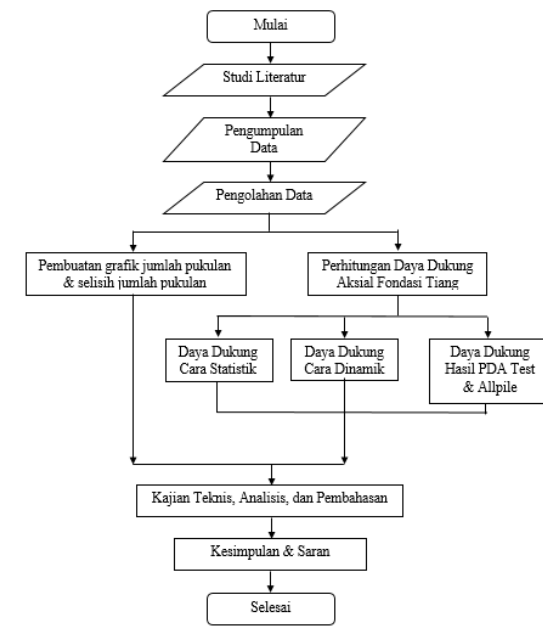 Mulai
Studi Literatur
Pengumpulan
Data
Pengolahan Data
Pembuatan grafik jumlah pukulan
& selisih jumlah pukulan
Perhitungan Daya Dukung
Aksial Fondasi Tiang
Daya Dukung
Cara Statistik
Daya Dukung
Cara Dinamik
Daya Dukung
Hasil PDA Test
& Allpile
Kajian Teknis, Analisis, dan Pembahasan
Kesimpulan & Saran
Selesai